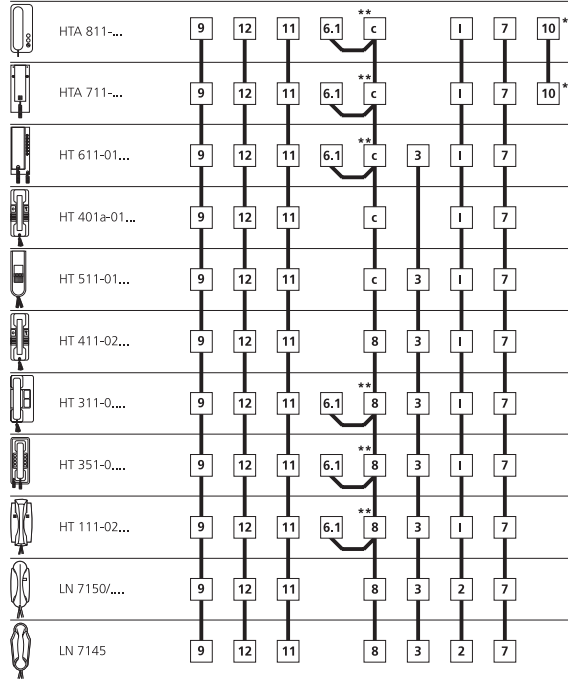 HTA 811-... 9 12 11 6.1 ** c I 7 10 *
HTA 711-... 9 12 11 6.1 ** c I 7 10 *
HT 611-01... 9 12 11 6.1 ** c 3 I 7
HT 401a-01... 9 12 11 c I 7
HT 511-01... 9 12 11 c 3 I 7
HT 411-02... 9 12 11 8 3 I 7
HT 311-0.... 9 12 11 6.1 ** 8 3 I 7
HT 351-0.... 9 12 11 6.1 ** 8 3 I 7
HT 111-02... 9 12 11 6.1 ** 8 3 I 7
LN 7150/.... 9 12 11 8 3 2 7
LN 7145 9 12 11 8 3 2 7